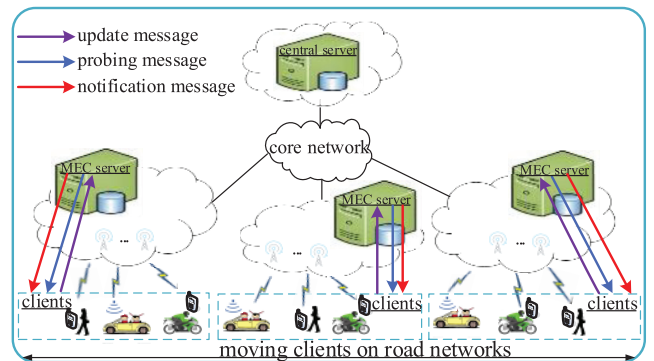 update message
probing message
notification message
central server
core network
MEC server
MEC server
MEC server
...
...
...
clients
clients
clients
moving clients on road networks